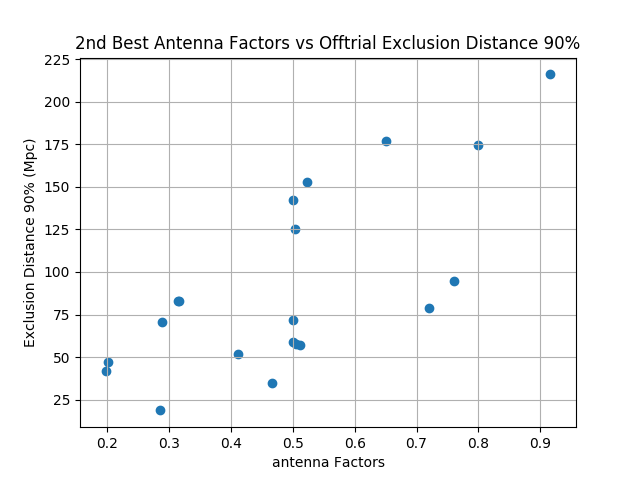 2nd Best Antenna Factors vs Offtrial Exclusion Distance 90%
225
200
175
150
125
100
75
50
25
Exclusion Distance 90% (Mpc)
0.2 0.3 0.4 0.5 0.6 0.7 0.8 0.9
antenna Factors